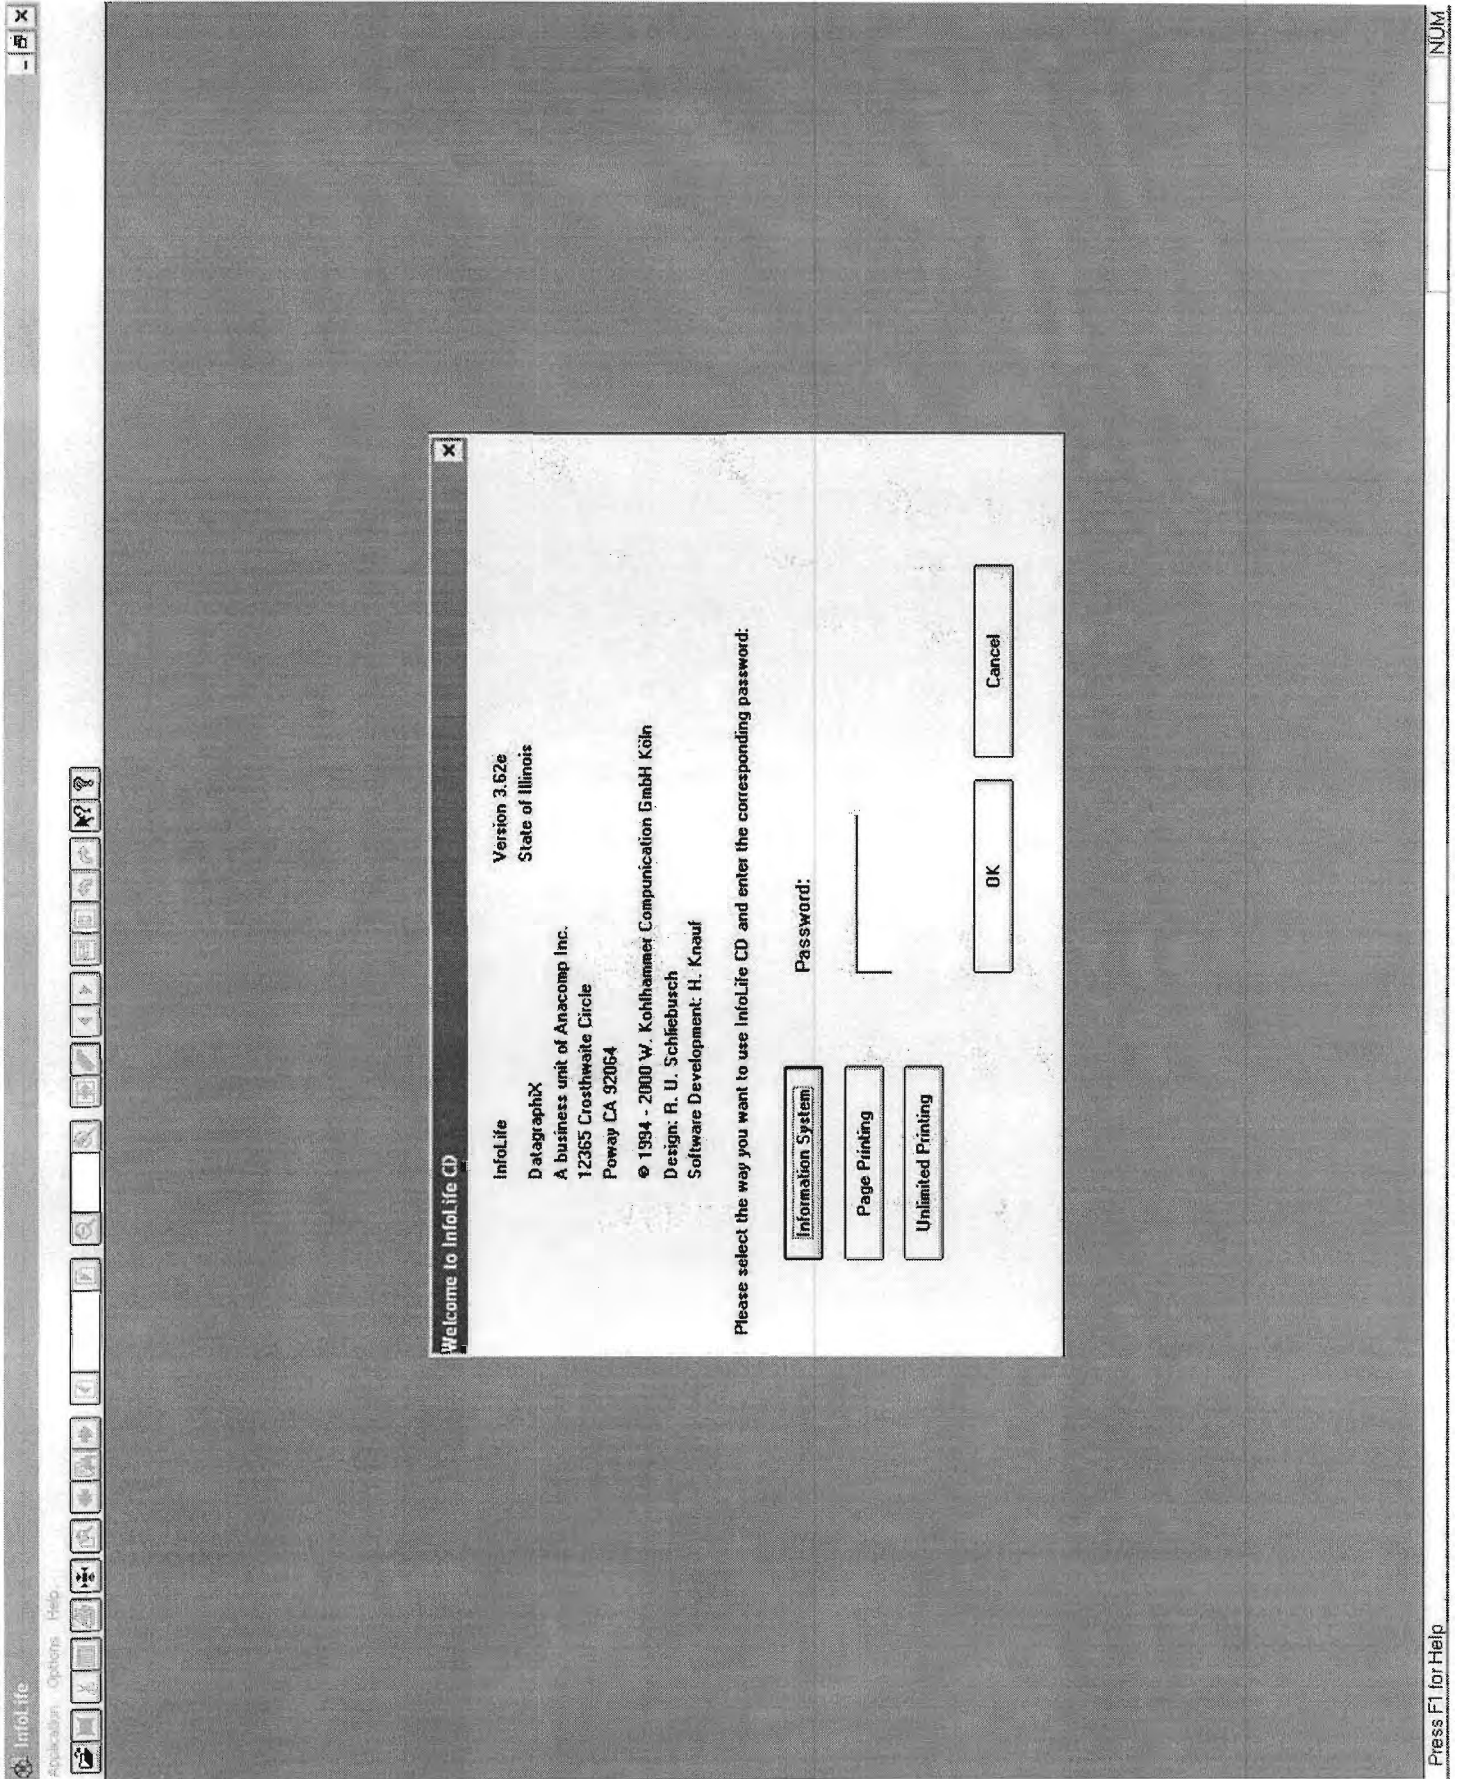 InfoLife
Application Options Help
Welcome to InfoLife CD
InfoLife Version 3.62e
State of Illinois
DatagraphiX
A business unit of Anacomp Inc.
12365 Crosthwaite Circle
Poway CA 92064
© 1994 - 2000 W. Kohlhammer Compunication GmbH Köln
Design: R. U. Schliebusch
Software Development: H. Knauf
Please select the way you want to use InfoLife CD and enter the corresponding password:
Information System
Password:
Page Printing
Unlimited Printing
OK Cancel
Press F1 for Help NUM